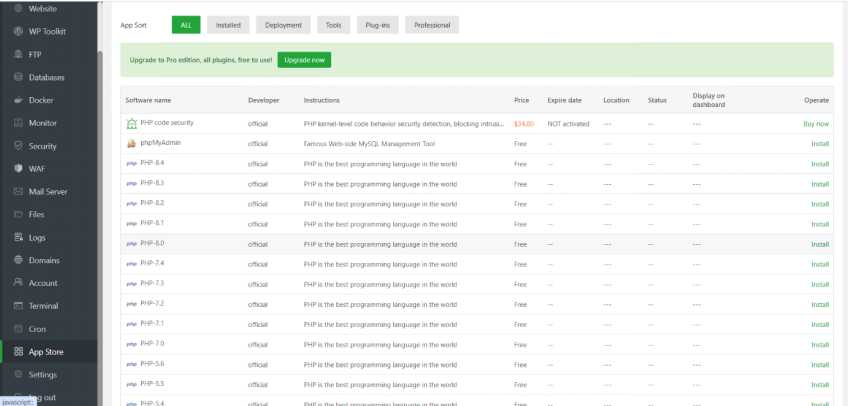 Website
WP Toolkit
FTP
Databases
Docker
Monitor
Security
WAF
Mail Server
Files
Logs
Domains
Account
Terminal
Cron
App Store
Settings
Log out
javascript:;
App Sort ALL Installed Deployment Tools Plug-ins Professional
Upgrade to Pro edition, all plugins, free to use! Upgrade now
Software name Developer Instructions Price Expire date Location Status Display on dashboard Operate
PHP code security official PHP kernel-level code behavior security detection, blocking intrusi... $34.80 NOT activated --- -- --- Buy now
phpMyAdmin official Famous Web-side MySQL Management Tool Free -- --- -- --- Install
php PHP-8.4 official PHP is the best programming language in the world Free -- --- -- --- Install
php PHP-8.3 official PHP is the best programming language in the world Free -- --- -- --- Install
php PHP-8.2 official PHP is the best programming language in the world Free -- --- -- --- Install
php PHP-8.1 official PHP is the best programming language in the world Free -- --- -- --- Install
php PHP-8.0 official PHP is the best programming language in the world Free -- --- -- --- Install
php PHP-7.4 official PHP is the best programming language in the world Free -- --- -- --- Install
php PHP-7.3 official PHP is the best programming language in the world Free -- --- -- --- Install
php PHP-7.2 official PHP is the best programming language in the world Free -- --- -- --- Install
php PHP-7.1 official PHP is the best programming language in the world Free -- --- -- --- Install
php PHP-7.0 official PHP is the best programming language in the world Free -- --- -- --- Install
php PHP-5.6 official PHP is the best programming language in the world Free -- --- -- --- Install
php PHP-5.5 official PHP is the best programming language in the world Free -- --- -- --- Install
php PHP-5.4 official PHP is the best programming language in the world Free -- --- -- --- Install